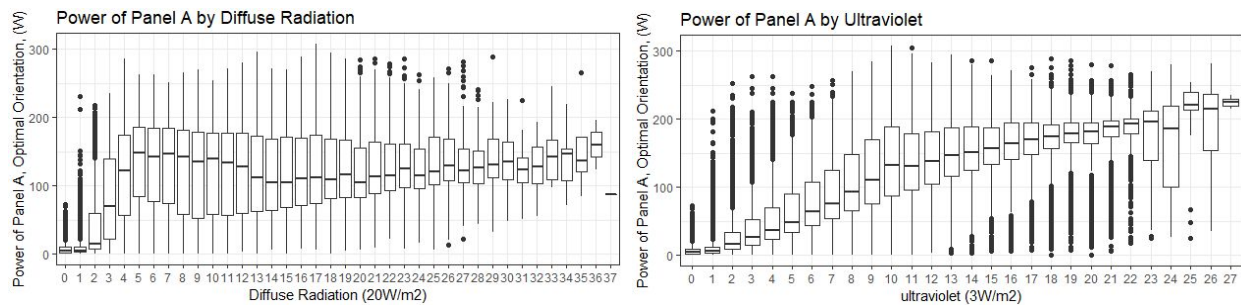 Power of Panel A by Diffuse Radiation
Power of Panel A, Optimal Orientation, (W)
300
200
100
0
0 1 2 3 4 5 6 7 8 9 10 11 12 13 14 15 16 17 18 19 20 21 22 23 24 25 26 27 28 29 30 31 32 33 34 35 36 37
Diffuse Radiation (20W/m2)
Power of Panel A by Ultraviolet
Power of Panel A, Optimal Orientation, (W)
300
200
100
0
0 1 2 3 4 5 6 7 8 9 10 11 12 13 14 15 16 17 18 19 20 21 22 23 24 25 26 27
ultraviolet (3W/m2)